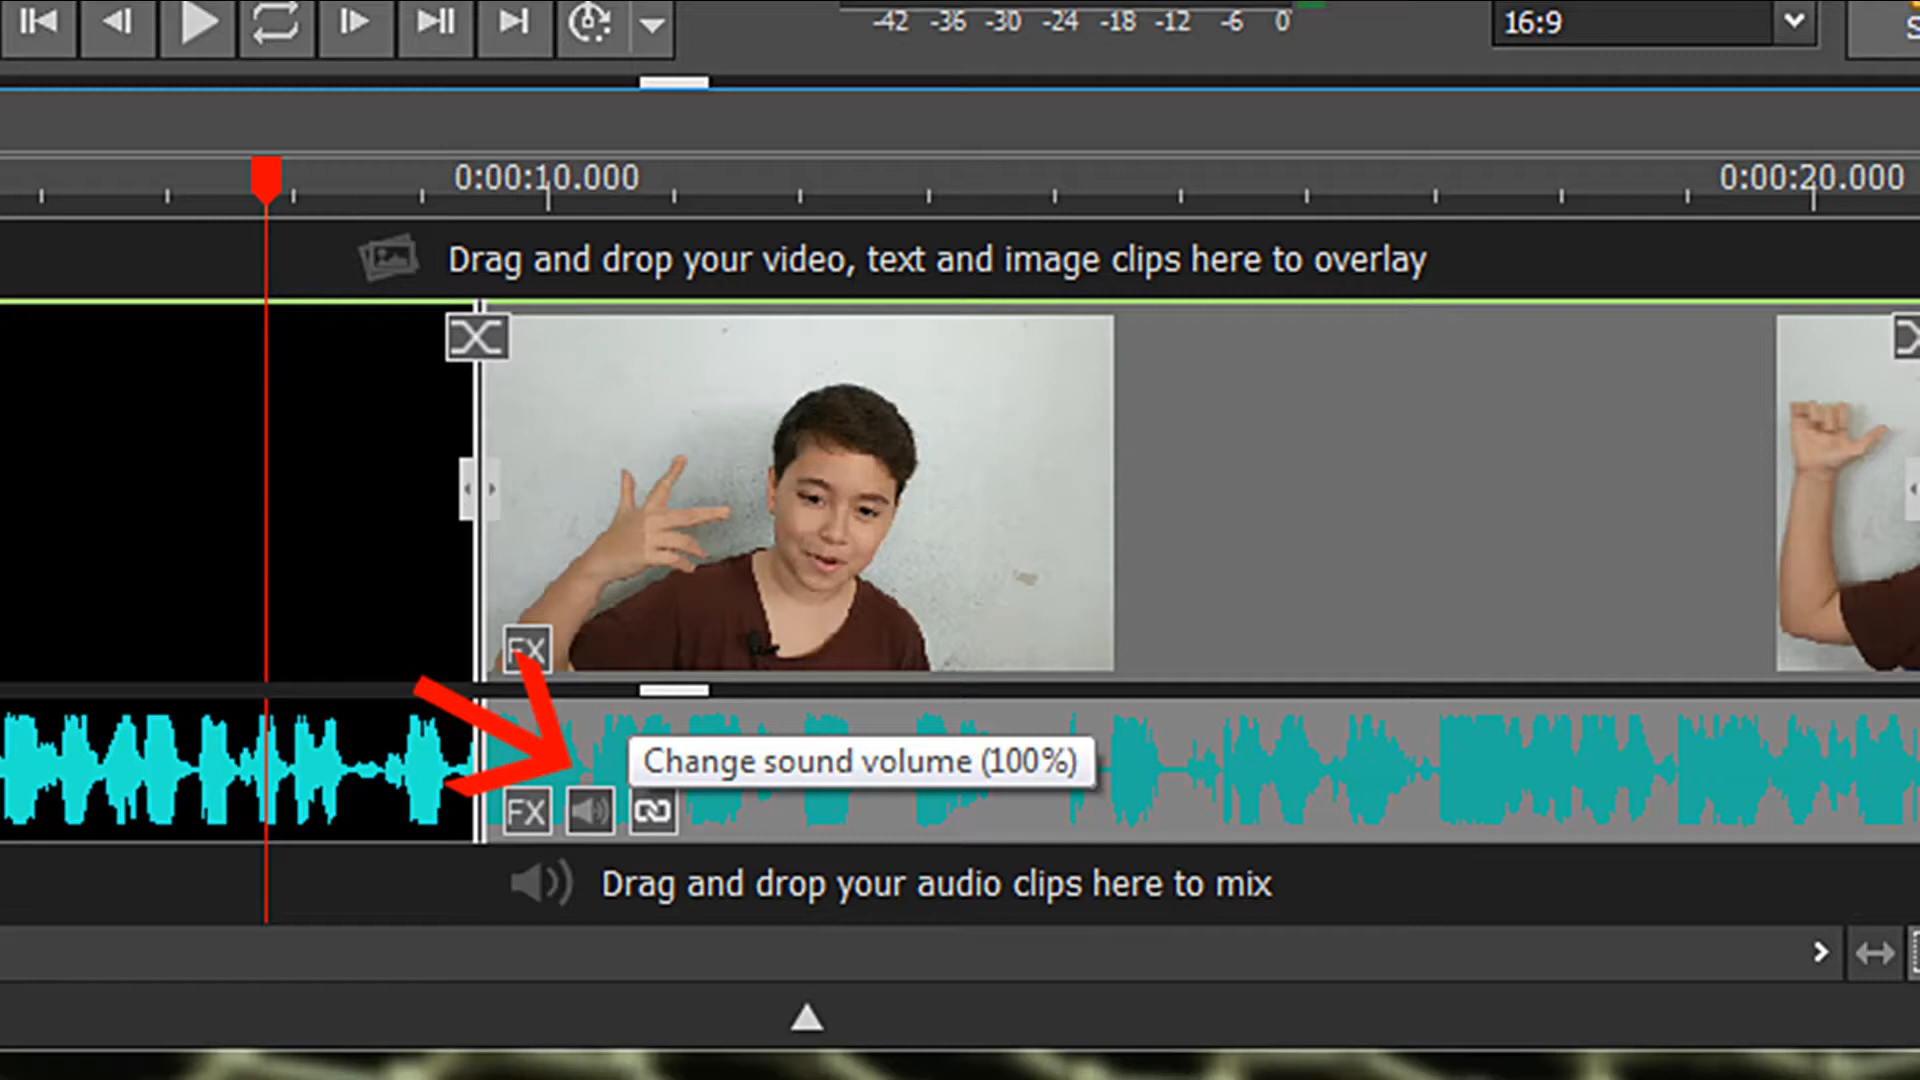 -42 -36 -30 -24 -18 -12 -6 0
16:9
0:00:10.000
0:00:20.000
Drag and drop your video, text and image clips here to overlay
FX
Change sound volume (100%)
FX
Drag and drop your audio clips here to mix